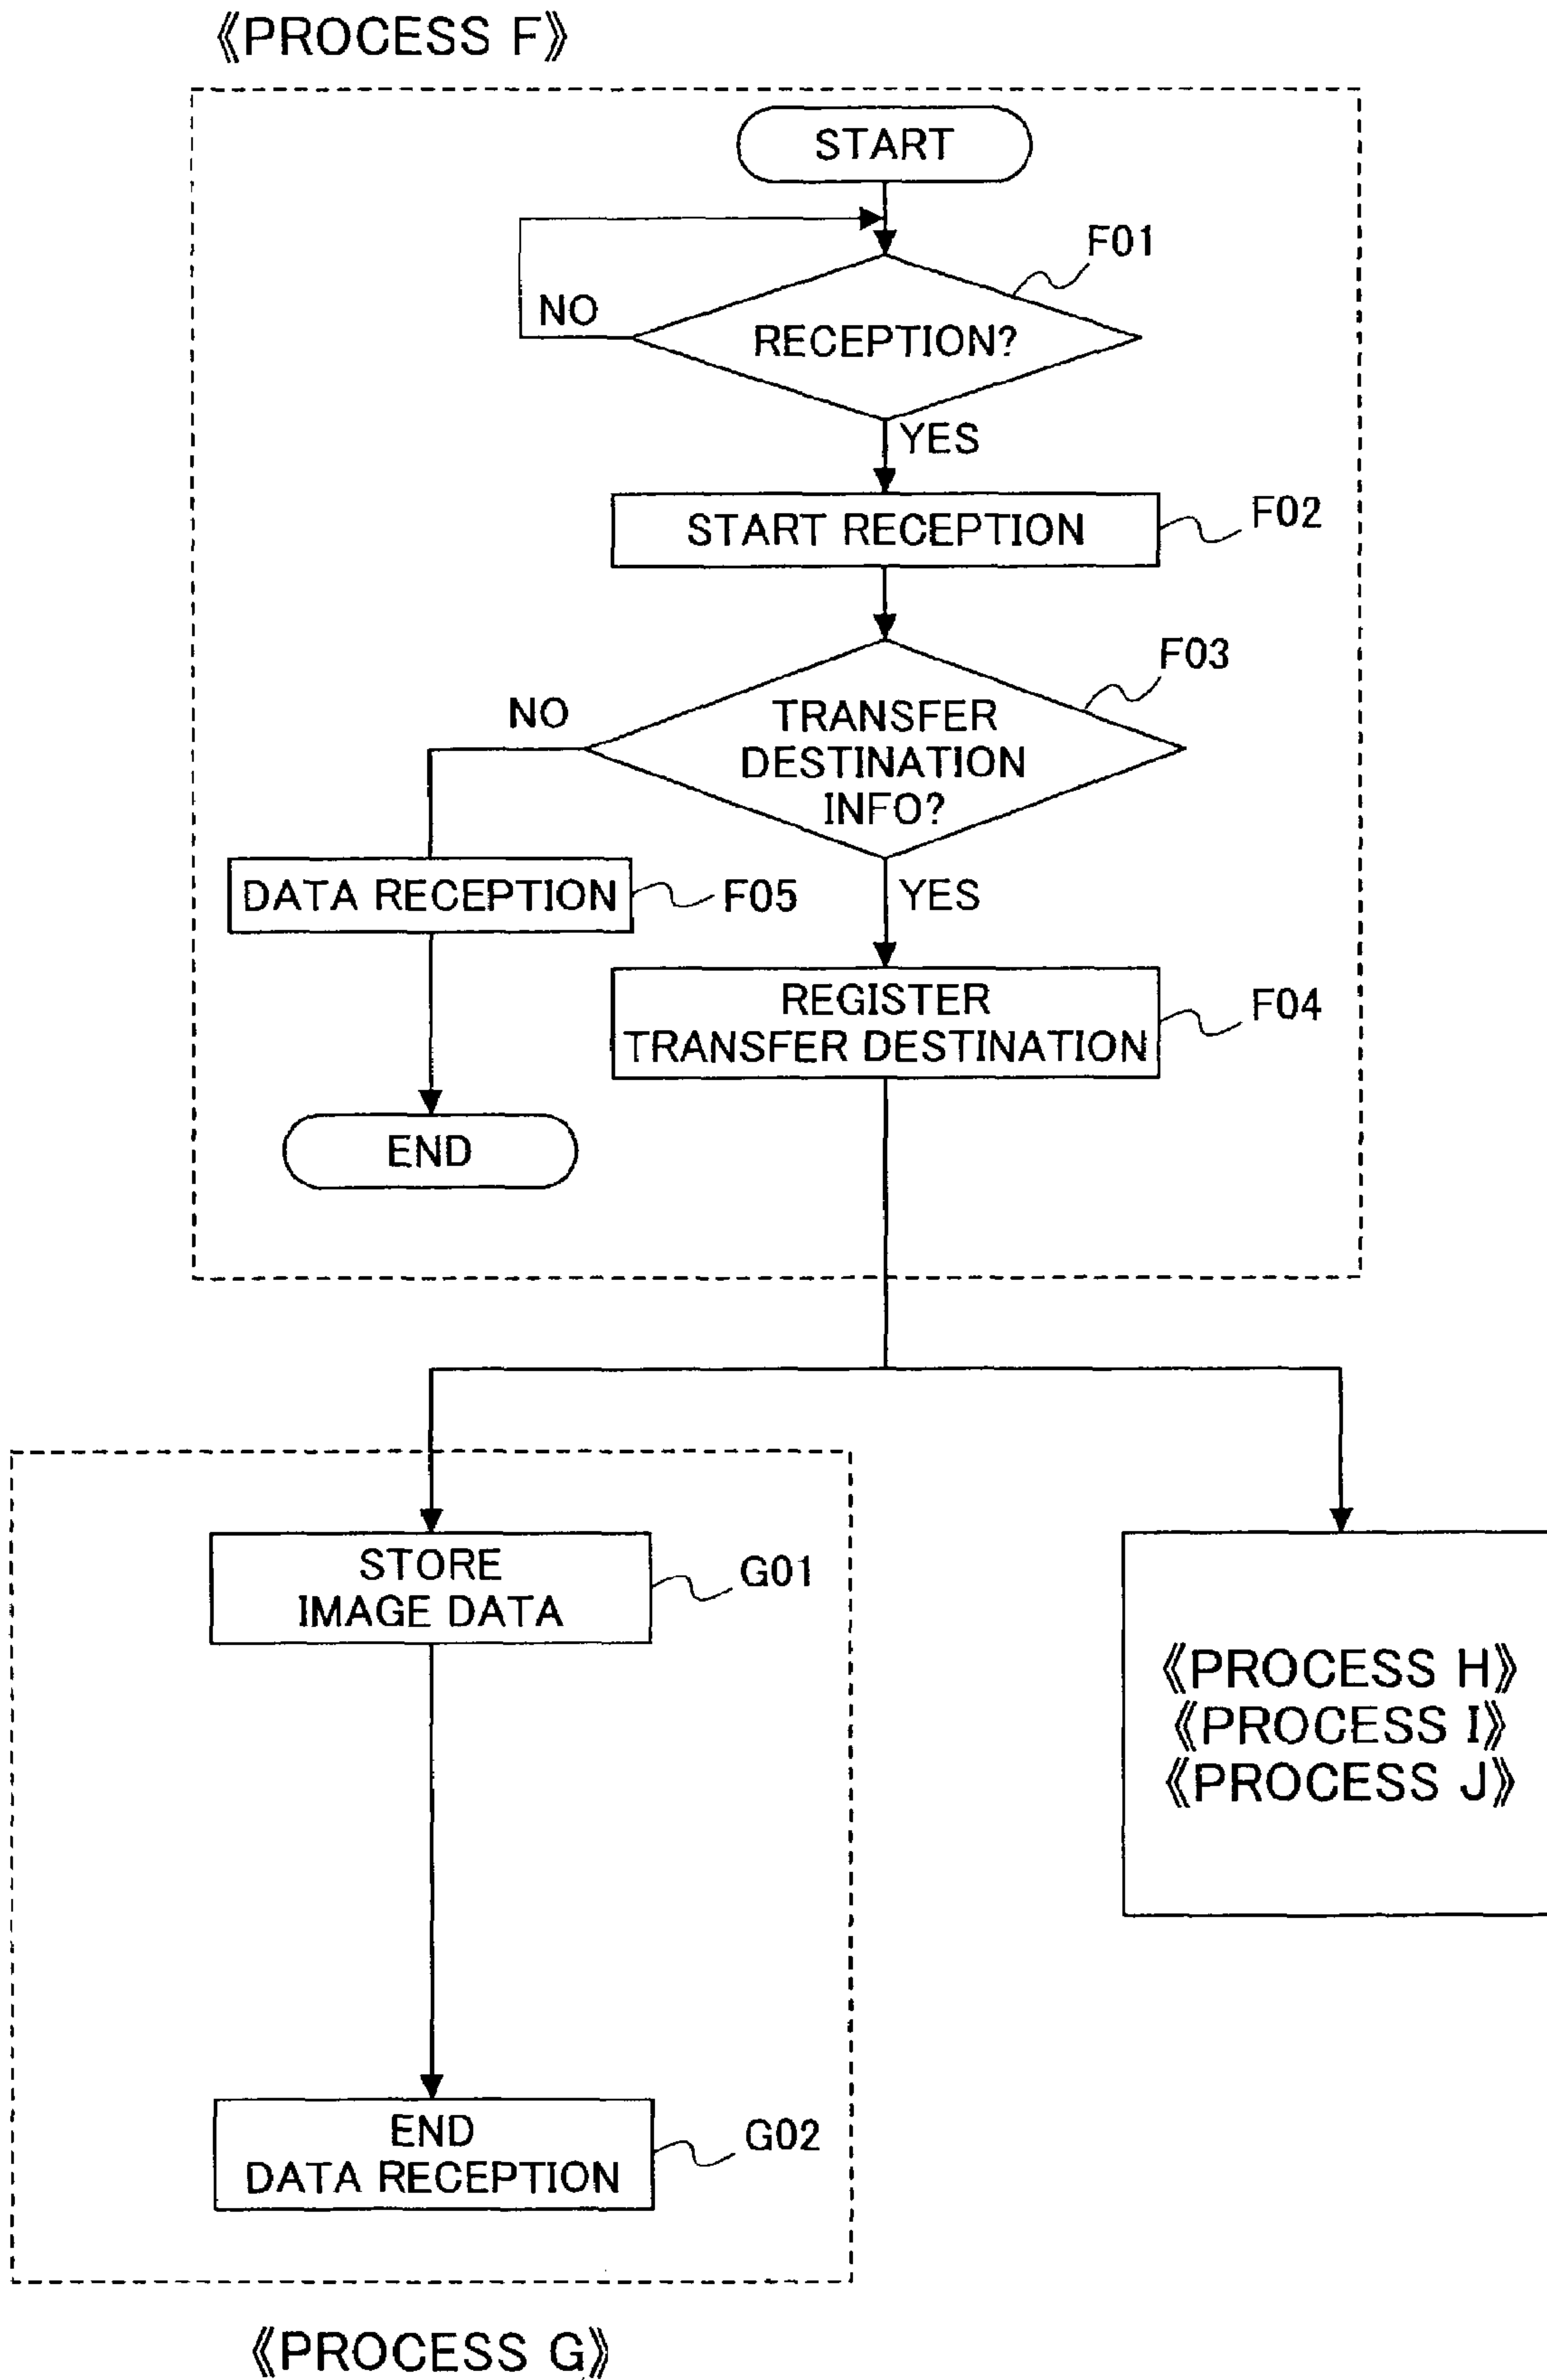 《PROCESS F》
START
F01
NO
RECEPTION?
YES
START RECEPTION
F02
F03
NO
TRANSFER
DESTINATION
INFO?
DATA RECEPTION
F05
YES
REGISTER
TRANSFER DESTINATION
F04
END
STORE
IMAGE DATA
G01
《PROCESS H》
《PROCESS I》
《PROCESS J》
END
DATA RECEPTION
G02
《PROCESS G》